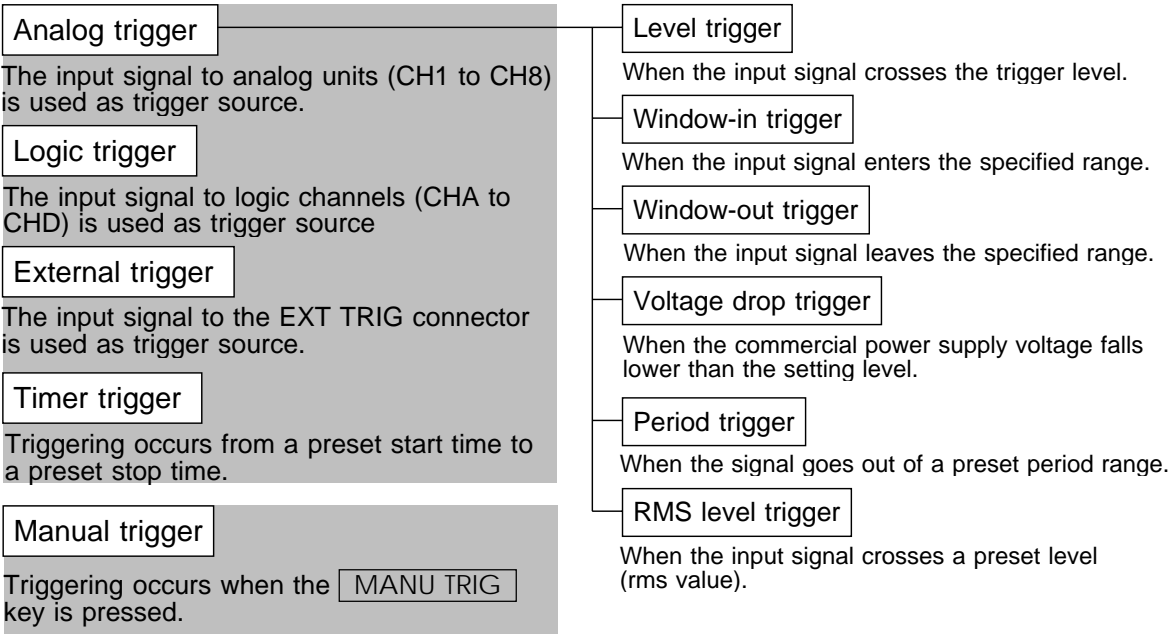 Analog trigger
The input signal to analog units (CH1 to CH8)
is used as trigger source.
Logic trigger
The input signal to logic channels (CHA to
CHD) is used as trigger source
External trigger
The input signal to the EXT TRIG connector
is used as trigger source.
Timer trigger
Triggering occurs from a preset start time to
a preset stop time.
Manual trigger
Triggering occurs when the MANU TRIG
key is pressed.
Level trigger
When the input signal crosses the trigger level.
Window-in trigger
When the input signal enters the specified range.
Window-out trigger
When the input signal leaves the specified range.
Voltage drop trigger
When the commercial power supply voltage falls
lower than the setting level.
Period trigger
When the signal goes out of a preset period range.
RMS level trigger
When the input signal crosses a preset level
(rms value).